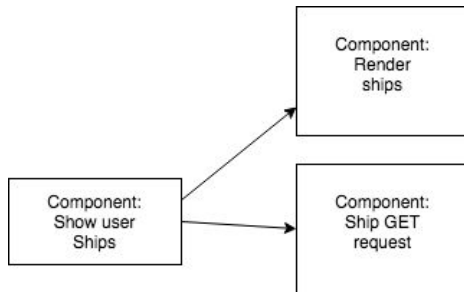 Component:
Render
ships
Component:
Show user
Ships
Component:
Ship GET
request